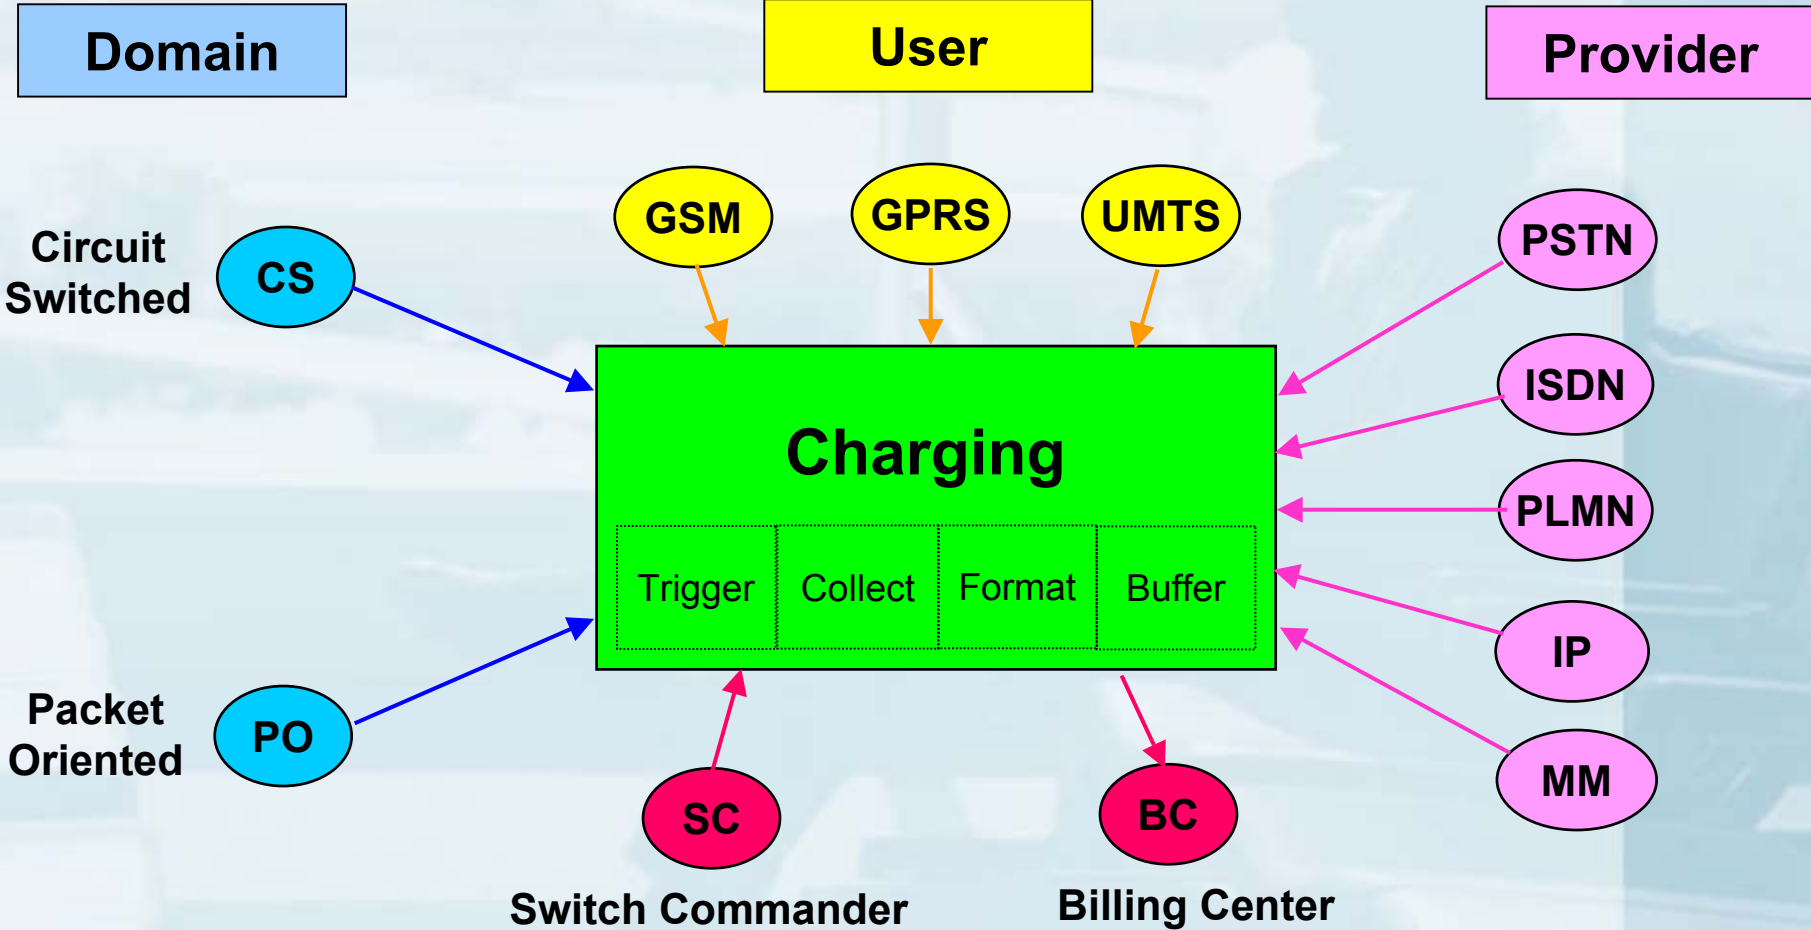 Domain
User
Provider
GSM
GPRS
UMTS
PSTN
Circuit
Switched
CS
ISDN
Charging
PLMN
Trigger
Collect
Format
Buffer
IP
Packet
Oriented
PO
MM
SC
BC
Switch Commander
Billing Center